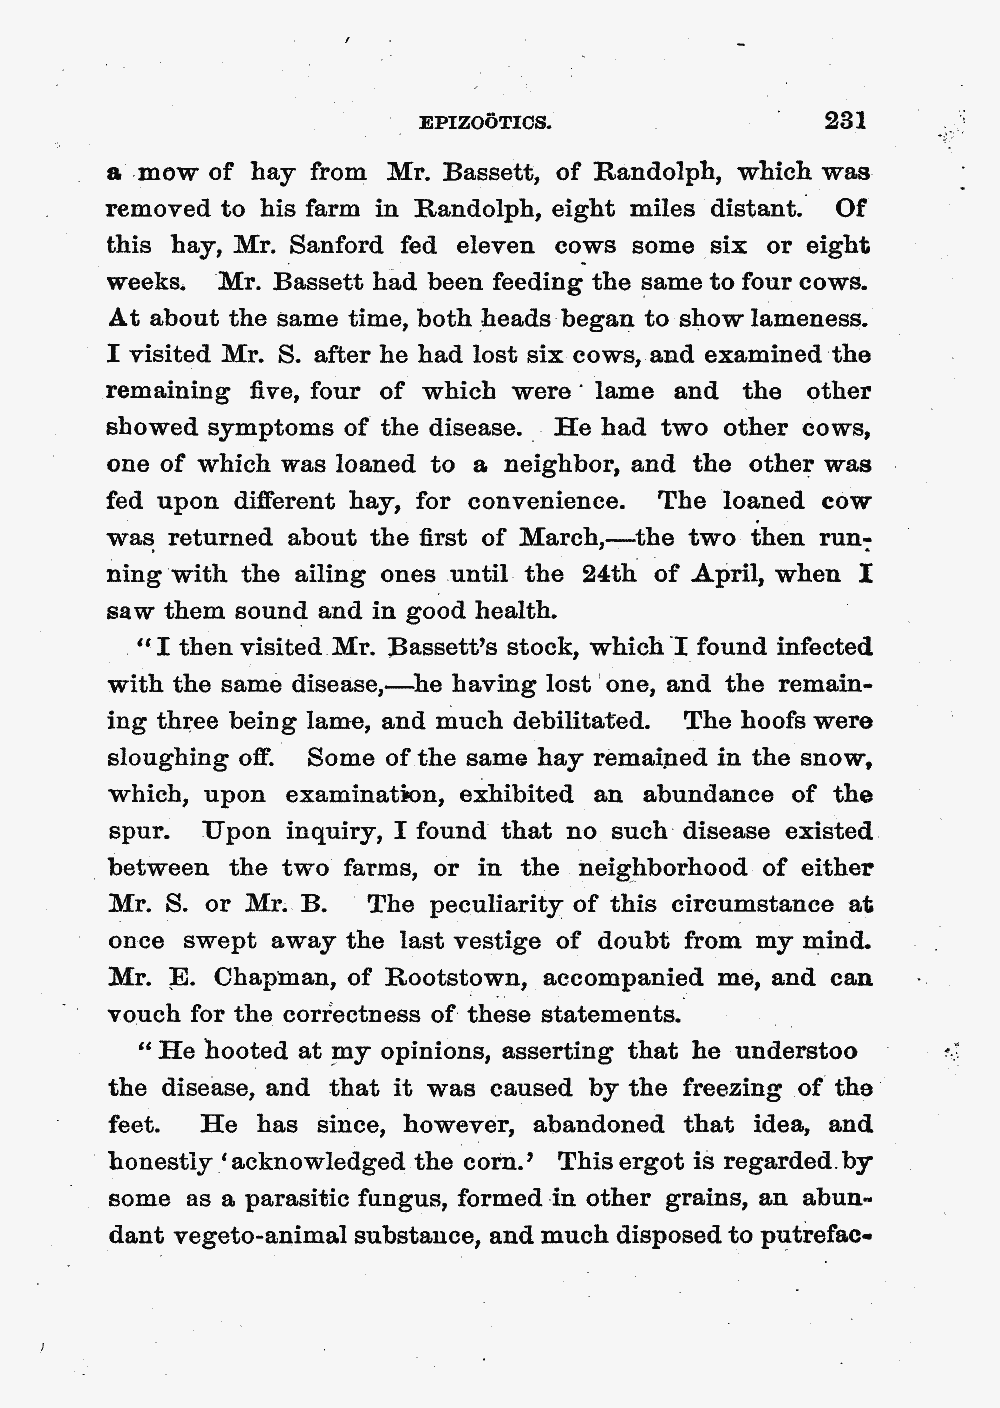 EPIZOÖTICS. 231
a mow of hay from Mr. Bassett, of Randolph, which was
removed to his farm in Randolph, eight miles distant. Of
this hay, Mr. Sanford fed eleven cows some six or eight
weeks. Mr. Bassett had been feeding the same to four cows.
At about the same time, both heads began to show lameness.
I visited Mr. S. after he had lost six cows, and examined the
remaining five, four of which were lame and the other
showed symptoms of the disease. He had two other cows,
one of which was loaned to a neighbor, and the other was
fed upon different hay, for convenience. The loaned cow
was returned about the first of March,—the two then run-
ning with the ailing ones until the 24th of April, when I
saw them sound and in good health.
"I then visited Mr. Bassett's stock, which I found infected
with the same disease,—he having lost one, and the remain-
ing three being lame, and much debilitated. The hoofs were
sloughing off. Some of the same hay remained in the snow,
which, upon examination, exhibited an abundance of the
spur. Upon inquiry, I found that no such disease existed
between the two farms, or in the neighborhood of either
Mr. S. or Mr. B. The peculiarity of this circumstance at
once swept away the last vestige of doubt from my mind.
Mr. E. Chapman, of Rootstown, accompanied me, and can
vouch for the correctness of these statements.
"He hooted at my opinions, asserting that he understoo
the disease, and that it was caused by the freezing of the
feet. He has since, however, abandoned that idea, and
honestly 'acknowledged the corn.' This ergot is regarded by
some as a parasitic fungus, formed in other grains, an abun-
dant vegeto-animal substance, and much disposed to putrefac-